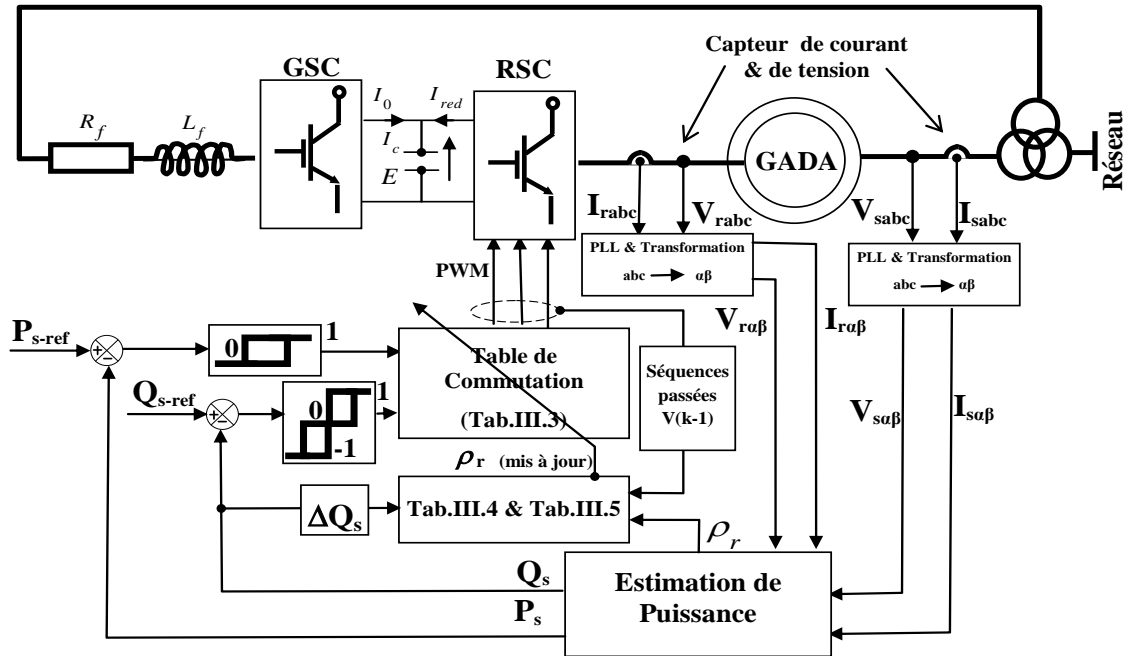 Capteur de courant
& de tension
GSC
RSC
R_f
L_f
I_0
I_red
I_c
E
GADA
Réseau
I_rabc
V_rabc
V_sabc
I_sabc
PLL & Transformation
abc → αβ
PLL & Transformation
abc → αβ
PWM
V_rαβ
I_rαβ
P_s-ref
+
-
0
1
Table de
Commutation
(Tab.III.3)
Séquences
passées
V(k-1)
Q_s-ref
+
-
0
1
-1
V_sαβ
I_sαβ
ρ_r (mis à jour)
ΔQ_s
Tab.III.4 & Tab.III.5
ρ_r
Q_s
P_s
Estimation de
Puissance